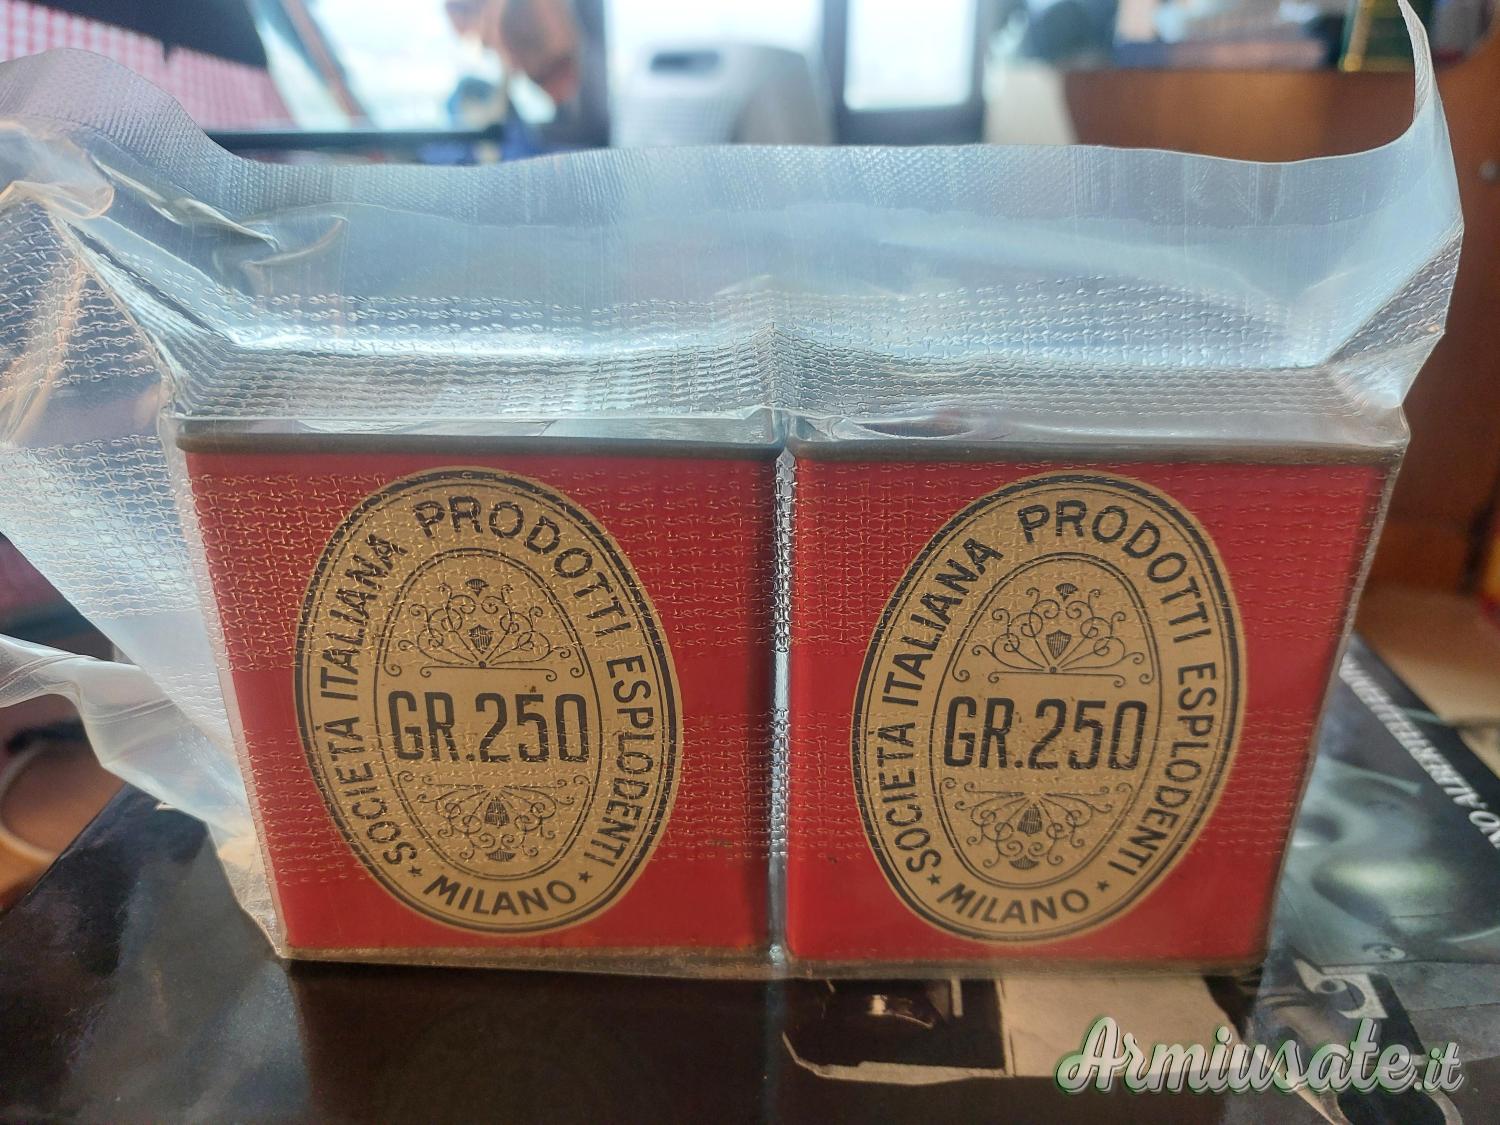 SOCIETÀ ITALIANA PRODOTTI ESPLODENTI
GR.250
★ MILANO ★
SOCIETÀ ITALIANA PRODOTTI ESPLODENTI
GR.250
★ MILANO ★
Armiusate.it